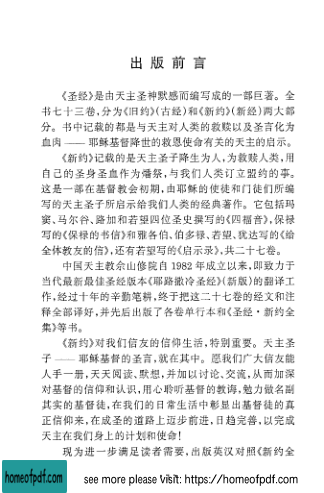 出版前言
《圣经》是由天主圣神默感而编写成的一部巨著。全
书七十三卷，分为《旧约》(古经)和《新约》(新经)两大部
分。书中记载的都是与天主对人类的救赎以及圣言化为
血肉 —— 耶稣基督降世的救恩使命有关的天主的启示。
《新约》记载的是天主圣子降生为人，为救赎人类，用
自己的圣身圣血作为燔祭，与我们人类订立盟约的事。
这是一部在基督教会初期，由耶稣的使徒和门徒们所编
写的天主圣子所启示给我们人类的经典著作。它包括玛
窦、马尔谷、路加和若望四位圣史撰写的《四福音》，保禄
写的《保禄的书信》和雅各伯、伯多禄、若望、犹达写的《给
全体教友的信》，还有若望写的《启示录》，共二十七卷。
中国天主教佘山修院自 1982 年成立以来，即致力于
当代最新最佳圣经版本《耶路撒冷圣经》(新版)的翻译工
作，经过十年的辛勤笔耕，终于把这二十七卷的经文和注
释全部译好，并先后出版了各卷单行本和《圣经·新约全
集》等书。
《新约》对我们信友的信仰生活，特别重要。天主圣
子 —— 耶稣基督的圣言，就在其中。愿我们广大信友能
人手一册，天天阅读、默想，并加以讨论、交流，从而加深
对基督的信仰和认识，用心聆听基督的教诲，勉力做名副
其实的基督徒，在我们的日常生活中彰显出基督徒的真
正信仰来，在成圣的道路上迈步前进，日趋完善，以完成
天主在我们身上的计划和使命！
现为进一步满足读者需要，出版英汉对照《新约全
homeofpdf.com
see more please visit: https://homeofpdf.com